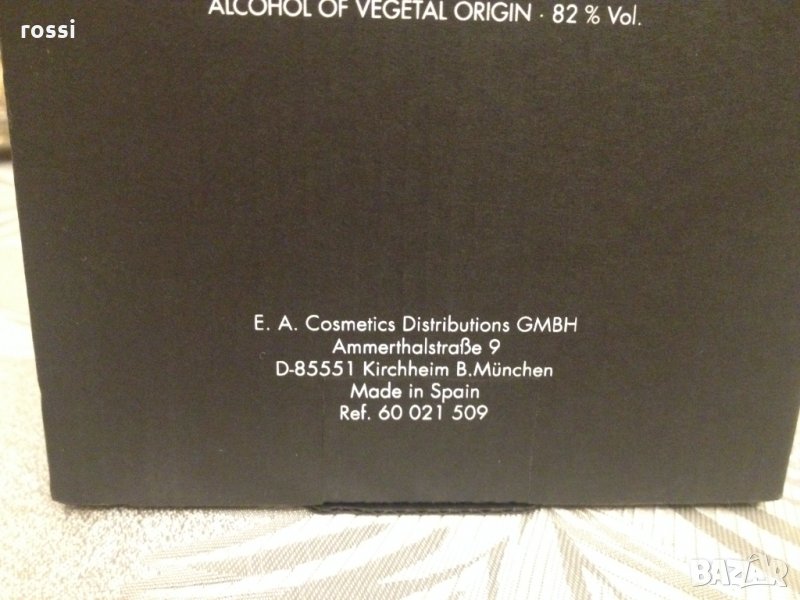 rossi
ALCOHOL OF VEGETAL ORIGIN · 82 % Vol.
E. A. Cosmetics Distributions GMBH
Ammerthalstraße 9
D-85551 Kirchheim B.München
Made in Spain
Ref. 60 021 509
BAZAR